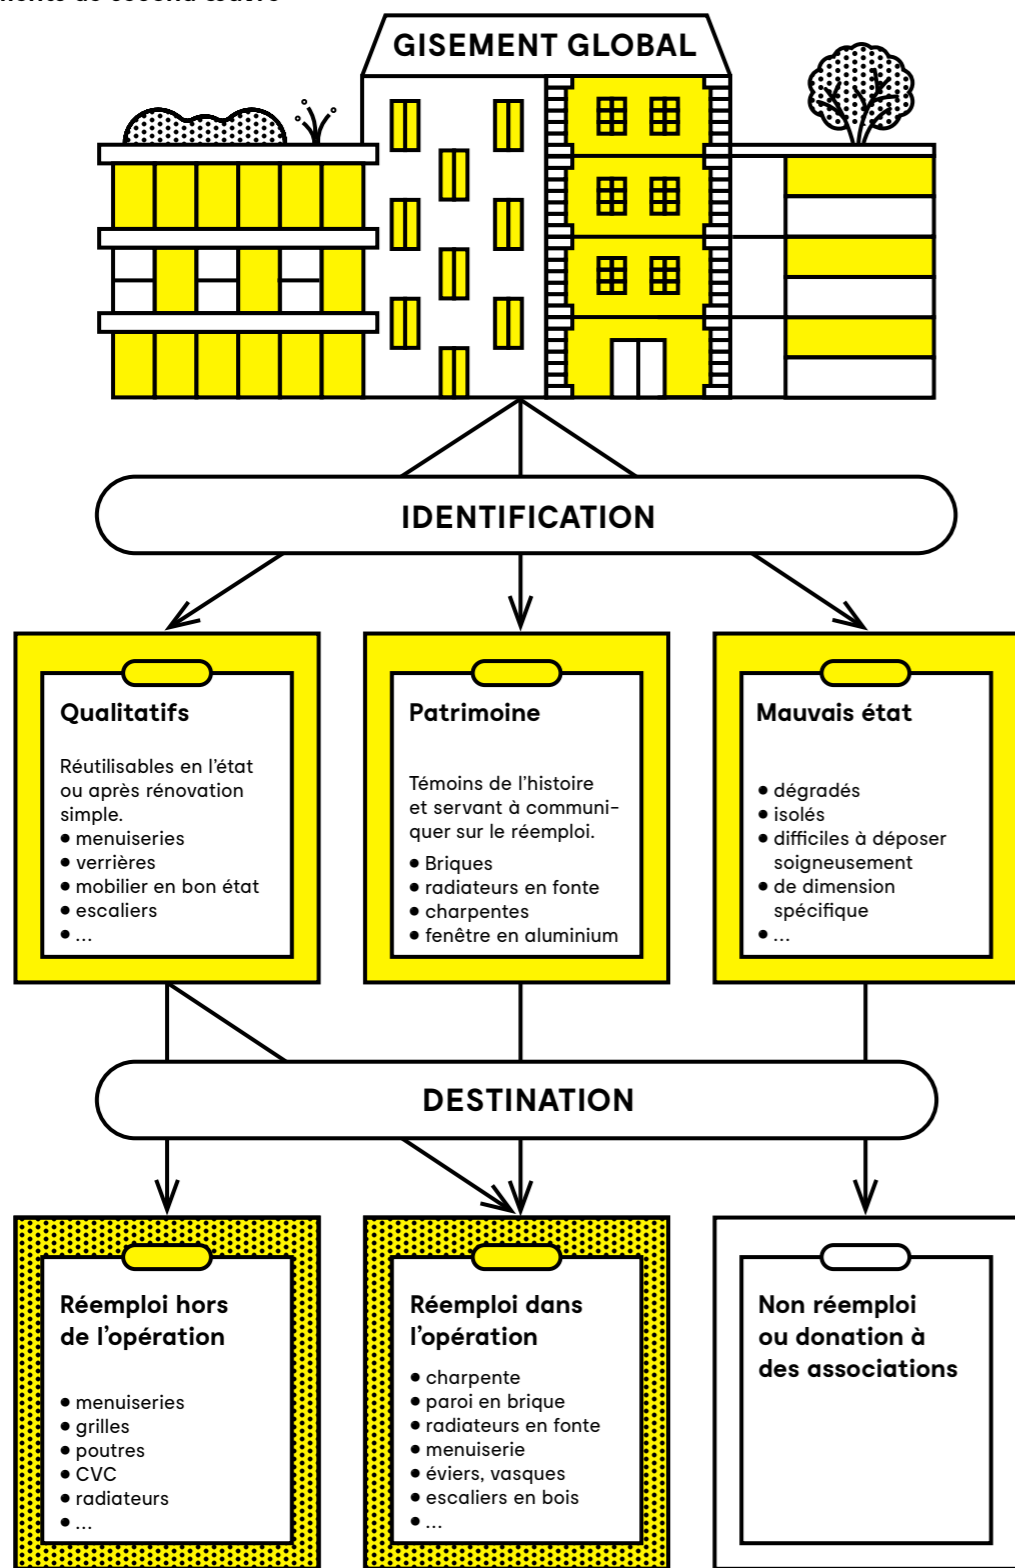 GISEMENT GLOBAL
IDENTIFICATION
Qualitatifs
Réutilisables en l'état
ou après rénovation
simple.
• menuiseries
• verrières
• mobilier en bon état
• escaliers
• ...
Patrimoine
Témoins de l'histoire
et servant à communi-
quer sur le réemploi.
• Briques
• radiateurs en fonte
• charpentes
• fenêtre en aluminium
Mauvais état
• dégradés
• isolés
• difficiles à déposer
soigneusement
• de dimension
spécifique
• ...
DESTINATION
Réemploi hors
de l'opération
• menuiseries
• grilles
• poutres
• CVC
• radiateurs
• ...
Réemploi dans
l'opération
• charpente
• paroi en brique
• radiateurs en fonte
• menuiserie
• éviers, vasques
• escaliers en bois
• ...
Non réemploi
ou donation à
des associations